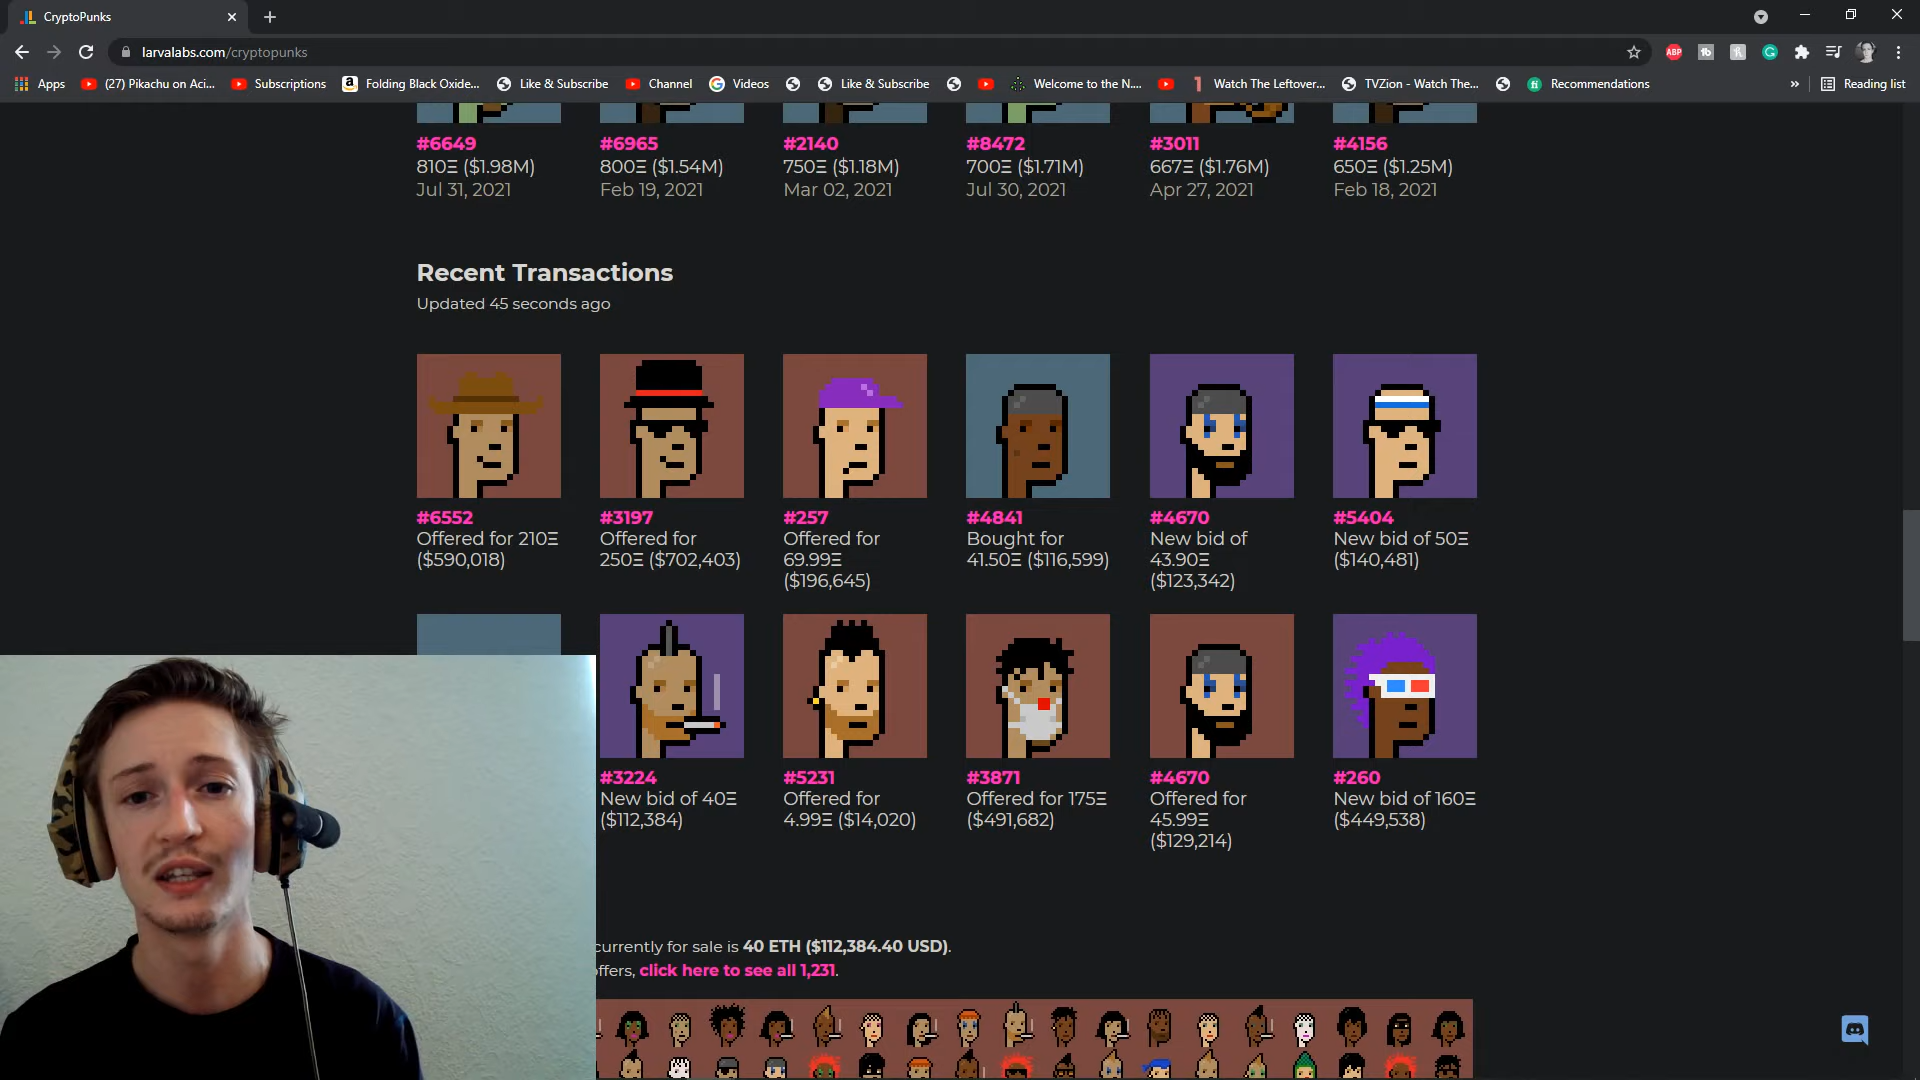 CryptoPunks
larvalabs.com/cryptopunks
Apps
(27) Pikachu on Aci...
Subscriptions
Folding Black Oxide...
Like & Subscribe
Channel
Videos
Like & Subscribe
Welcome to the N...
Watch The Leftover...
TVZion - Watch The...
Recommendations
»
Reading list
#6649
810Ξ ($1.98M)
Jul 31, 2021
#6965
800Ξ ($1.54M)
Feb 19, 2021
#2140
750Ξ ($1.18M)
Mar 02, 2021
#8472
700Ξ ($1.71M)
Jul 30, 2021
#3011
667Ξ ($1.76M)
Apr 27, 2021
#4156
650Ξ ($1.25M)
Feb 18, 2021
Recent Transactions
Updated 45 seconds ago
#6552
Offered for 210Ξ
($590,018)
#3197
Offered for
250Ξ ($702,403)
#257
Offered for
69.99Ξ
($196,645)
#4841
Bought for
41.50Ξ ($116,599)
#4670
New bid of
43.90Ξ
($123,342)
#5404
New bid of 50Ξ
($140,481)
#3224
New bid of 40Ξ
($112,384)
#5231
Offered for
4.99Ξ ($14,020)
#3871
Offered for 175Ξ
($491,682)
#4670
Offered for
45.99Ξ
($129,214)
#260
New bid of 160Ξ
($449,538)
currently for sale is 40 ETH ($112,384.40 USD).
offers, click here to see all 1,231.